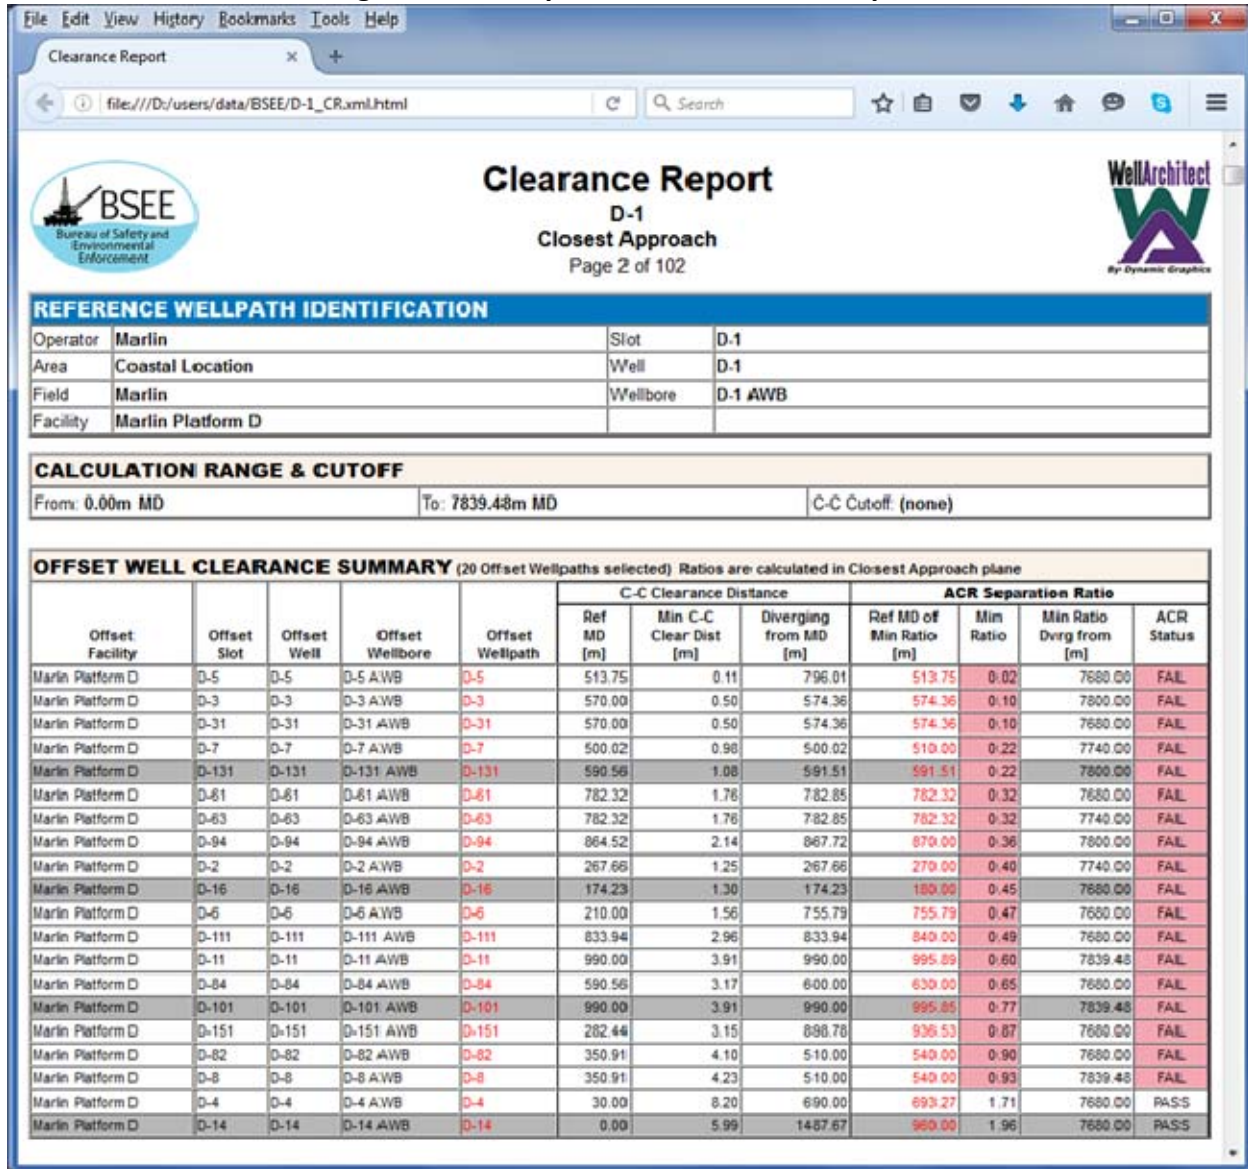 File Edit View History Bookmarks Tools Help
Clearance Report × +
file:///D:/users/data/BSEE/D-1_CR.xml.html Search
BSEE
Bureau of Safety and
Environmental
Enforcement
Clearance Report
D-1
Closest Approach
Page 2 of 102
WellArchitect
By Dynamic Graphics
REFERENCE WELLPATH IDENTIFICATION
Operator Marlin Slot D-1
Area Coastal Location Well D-1
Field Marlin Wellbore D-1 AWB
Facility Marlin Platform D
CALCULATION RANGE & CUTOFF
From: 0.00m MD To: 7839.48m MD C-C Cutoff: (none)
OFFSET WELL CLEARANCE SUMMARY (20 Offset Wellpaths selected) Ratios are calculated in Closest Approach plane
C-C Clearance Distance ACR Separation Ratio
Offset Facility Offset Slot Offset Well Offset Wellbore Offset Wellpath Ref MD [m] Min C-C Clear Dist [m] Diverging from MD [m] Ref MD of Min Ratio [m] Min Ratio Min Ratio Dvrg from [m] ACR Status
Marlin Platform D D-5 D-5 D-5 AWB D-5 513.75 0.11 796.01 513.75 0.02 7680.00 FAIL
Marlin Platform D D-3 D-3 D-3 AWB D-3 570.00 0.50 574.36 574.36 0.10 7800.00 FAIL
Marlin Platform D D-31 D-31 D-31 AWB D-31 570.00 0.50 574.36 574.36 0.10 7680.00 FAIL
Marlin Platform D D-7 D-7 D-7 AWB D-7 500.02 0.98 500.02 510.00 0.22 7740.00 FAIL
Marlin Platform D D-131 D-131 D-131 AWB D-131 590.56 1.08 591.51 591.51 0.22 7800.00 FAIL
Marlin Platform D D-61 D-61 D-61 AWB D-61 782.32 1.76 782.85 782.32 0.32 7680.00 FAIL
Marlin Platform D D-63 D-63 D-63 AWB D-63 782.32 1.76 782.85 782.32 0.32 7740.00 FAIL
Marlin Platform D D-94 D-94 D-94 AWB D-94 864.52 2.14 867.72 870.00 0.36 7800.00 FAIL
Marlin Platform D D-2 D-2 D-2 AWB D-2 267.66 1.25 267.66 270.00 0.40 7740.00 FAIL
Marlin Platform D D-16 D-16 D-16 AWB D-16 174.23 1.30 174.23 180.00 0.45 7680.00 FAIL
Marlin Platform D D-6 D-6 D-6 AWB D-6 210.00 1.56 755.79 755.79 0.47 7680.00 FAIL
Marlin Platform D D-111 D-111 D-111 AWB D-111 833.94 2.96 833.94 840.00 0.49 7680.00 FAIL
Marlin Platform D D-11 D-11 D-11 AWB D-11 990.00 3.91 990.00 995.89 0.60 7839.48 FAIL
Marlin Platform D D-84 D-84 D-84 AWB D-84 590.56 3.17 600.00 630.00 0.65 7680.00 FAIL
Marlin Platform D D-101 D-101 D-101 AWB D-101 990.00 3.91 990.00 995.85 0.77 7839.48 FAIL
Marlin Platform D D-151 D-151 D-151 AWB D-151 282.44 3.15 898.78 936.53 0.87 7680.00 FAIL
Marlin Platform D D-82 D-82 D-82 AWB D-82 350.91 4.10 510.00 540.00 0.90 7680.00 FAIL
Marlin Platform D D-8 D-8 D-8 AWB D-8 350.91 4.23 510.00 540.00 0.93 7839.48 FAIL
Marlin Platform D D-4 D-4 D-4 AWB D-4 30.00 8.20 690.00 693.27 1.71 7680.00 PASS
Marlin Platform D D-14 D-14 D-14 AWB D-14 0.00 5.99 1487.67 960.00 1.96 7680.00 PASS